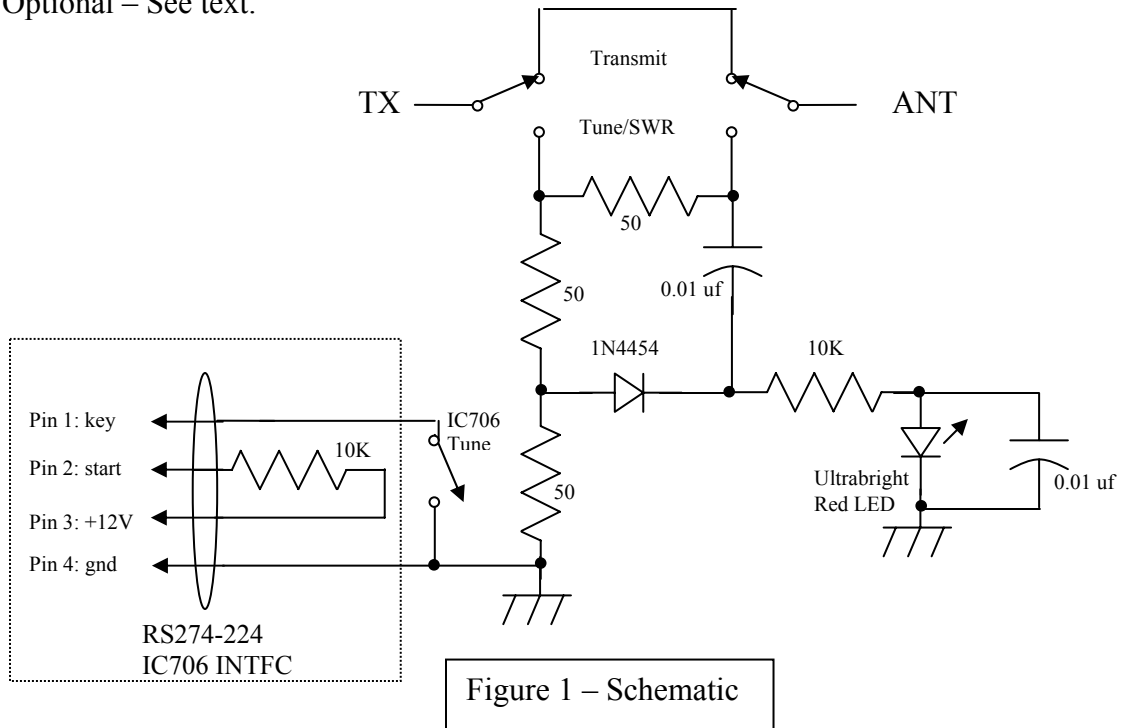 Optional – See text.
Transmit
TX
ANT
Tune/SWR
50
50
0.01 uf
1N4454
10K
Pin 1: key
IC706
Tune
10K
Pin 2: start
50
Ultrabright
Red LED
0.01 uf
Pin 3: +12V
Pin 4: gnd
RS274-224
IC706 INTFC
Figure 1 – Schematic